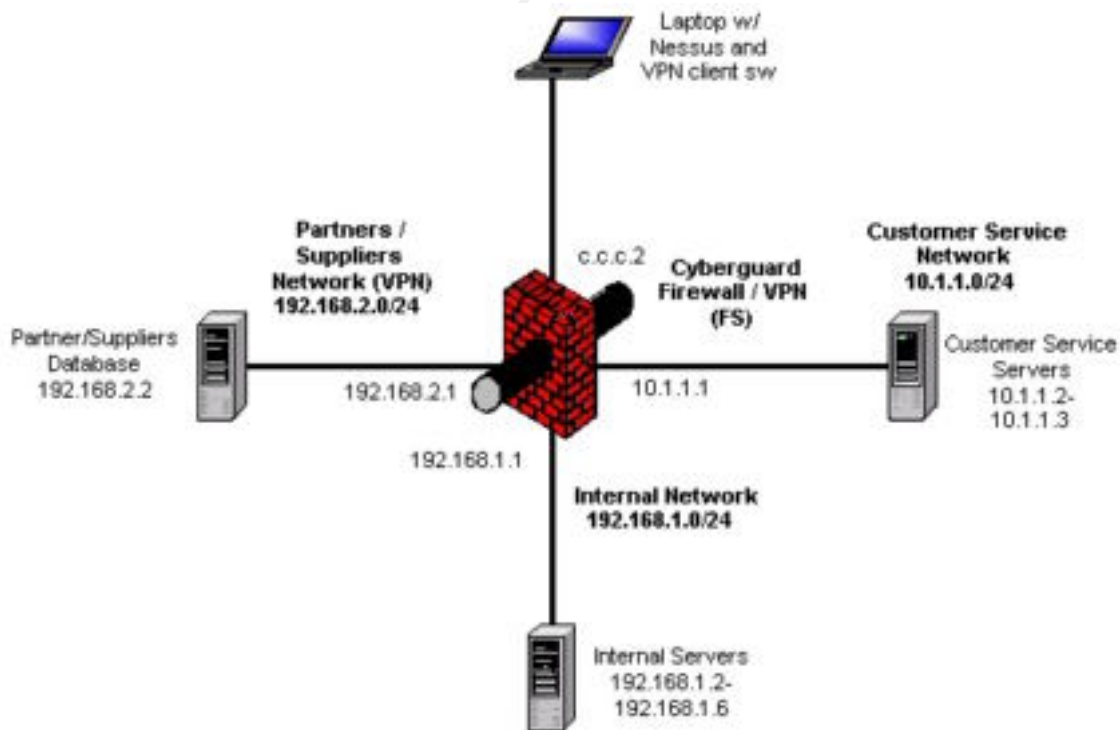 Laptop w/
Nessus and
VPN client sw
Partners /
Suppliers
Network (VPN)
192.168.2.0/24
c.c.c.2
Cyberguard
Firewall / VPN
(FS)
Customer Service
Network
10.1.1.0/24
Partner/Suppliers
Database
192.168.2.2
192.168.2.1
10.1.1.1
Customer Service
Servers
10.1.1.2-
10.1.1.3
192.168.1.1
Internal Network
192.168.1.0/24
Internal Servers
192.168.1.2-
192.168.1.6